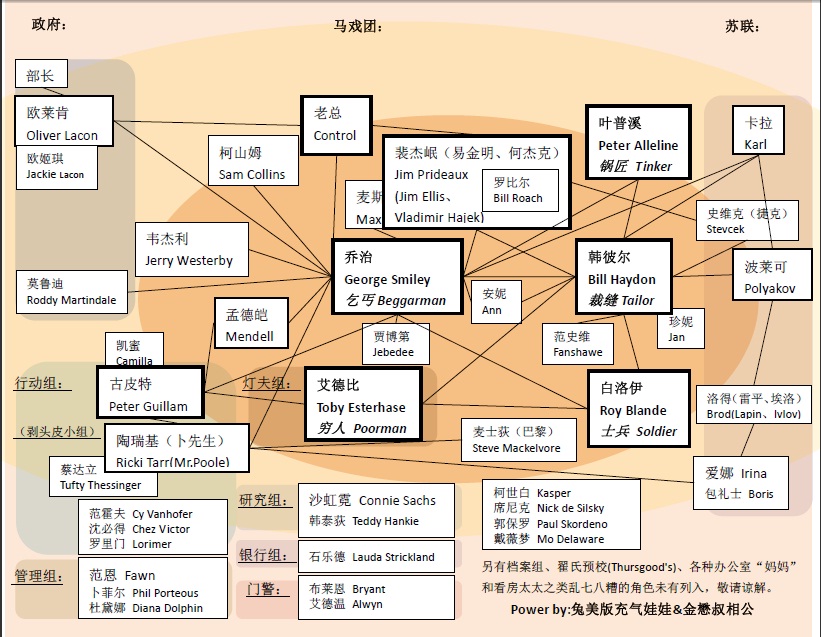 政府：
马戏团：
苏联：
部长
欧莱肯
Oliver Lacon
欧姬琪
Jackie Lacon
老总
Control
柯山姆
Sam Collins
麦斯
Max
裴杰岷（易金明、何杰克）
Jim Prideaux
(Jim Ellis、
Vladimir Hajek)
罗比尔
Bill Roach
叶普溪
Peter Alleline
锅匠 Tinker
卡拉
Karl
史维克（捷克）
Stevcek
韦杰利
Jerry Westerby
乔治
George Smiley
乞丐 Beggarman
韩彼尔
Bill Haydon
裁缝 Tailor
波莱可
Polyakov
莫鲁迪
Roddy Martindale
孟德皑
Mendell
安妮
Ann
贾博第
Jebedee
范史维
Fanshawe
珍妮
Jan
凯蜜
Camilla
行动组：
古皮特
Peter Guillam
灯夫组：
艾德比
Toby Esterhase
穷人 Poorman
白洛伊
Roy Blande
士兵 Soldier
洛得（雷平、埃洛）
Brod(Lapin、Ivlov)
（剥头皮小组）
陶瑞基（卜先生）
Ricki Tarr(Mr.Poole)
麦士荻（巴黎）
Steve Mackelvore
爱娜 Irina
包礼士 Boris
蔡达立
Tufty Thessinger
范霍夫 Cy Vanhofer
沈必得 Chez Victor
罗里门 Lorimer
研究组：
沙虹霓 Connie Sachs
韩泰荻 Teddy Hankie
柯世白 Kasper
席尼克 Nick de Silsky
郭保罗 Paul Skordeno
戴薇梦 Mo Delaware
银行组：
石乐德 Lauda Strickland
管理组：
范恩 Fawn
卜菲尔 Phil Porteous
杜黛娜 Diana Dolphin
门警：
布莱恩 Bryant
艾德温 Alwyn
另有档案组、瞿氏预校(Thursgood's)、各种办公室“妈妈”
和看房太太之类乱七八糟的角色未有列入，敬请谅解。
Power by:兔美版充气娃娃&金懋叔相公